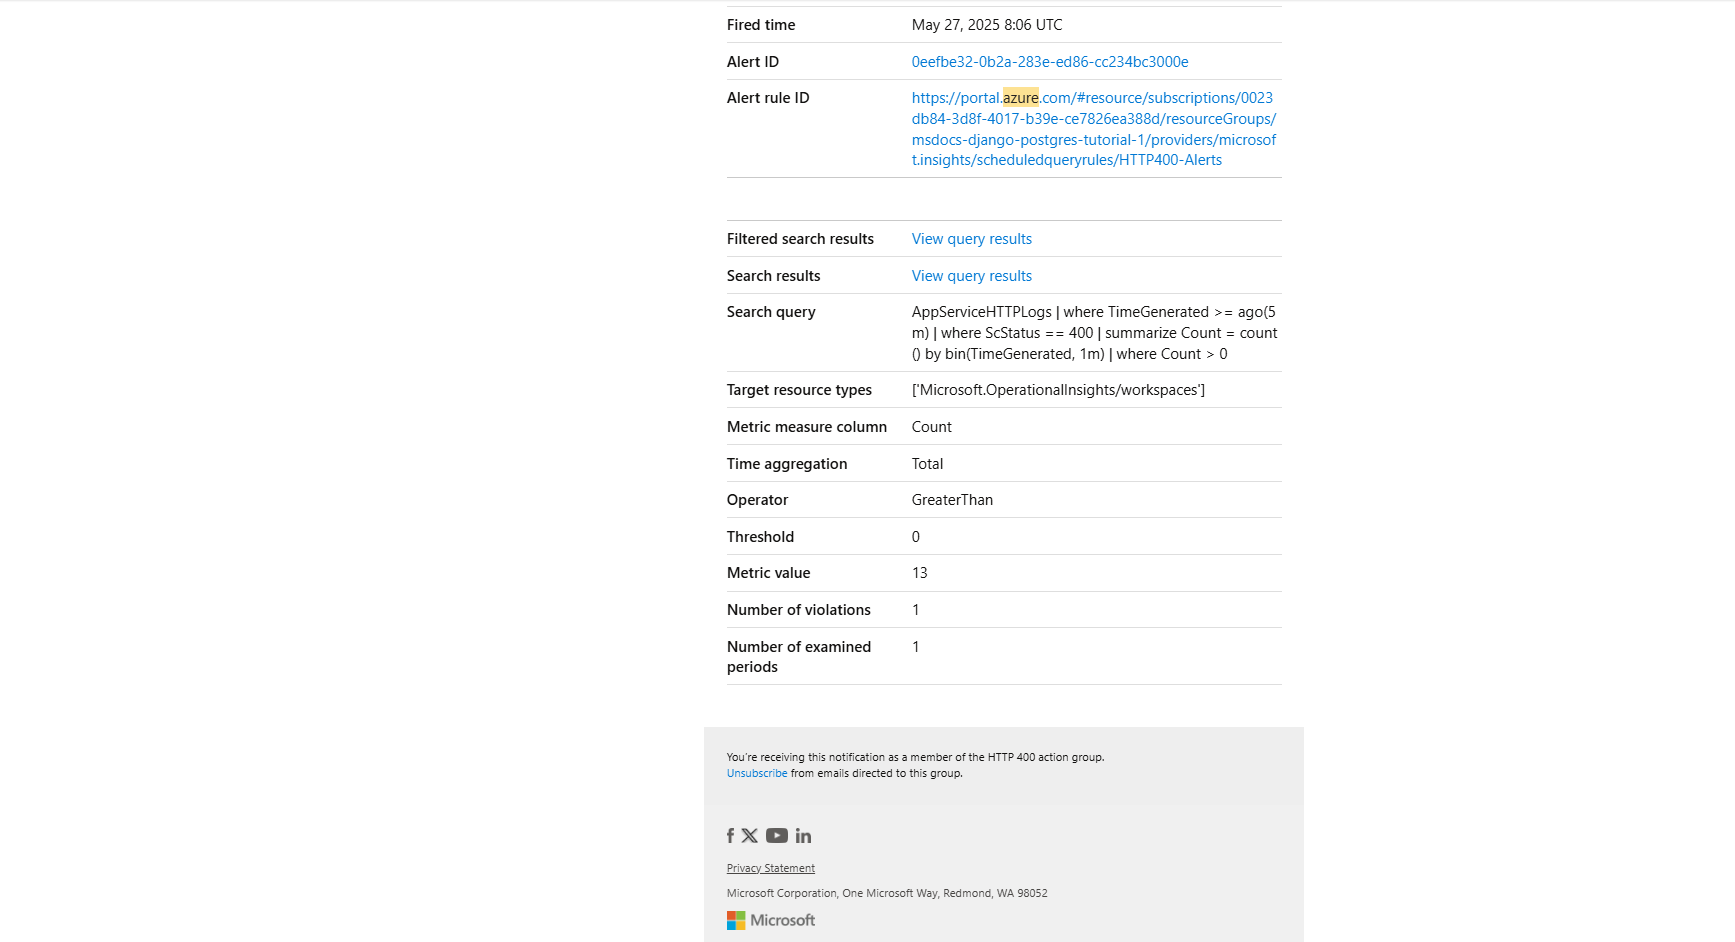 Fired time May 27, 2025 8:06 UTC
Alert ID 0eefbe32-0b2a-283e-ed86-cc234bc3000e
Alert rule ID https://portal.azure.com/#resource/subscriptions/0023
db84-3d8f-4017-b39e-ce7826ea388d/resourceGroups/
msdocs-django-postgres-tutorial-1/providers/microsof
t.insights/scheduledqueryrules/HTTP400-Alerts
Filtered search results View query results
Search results View query results
Search query AppServiceHTTPLogs | where TimeGenerated >= ago(5
m) | where ScStatus == 400 | summarize Count = count
() by bin(TimeGenerated, 1m) | where Count > 0
Target resource types ['Microsoft.OperationalInsights/workspaces']
Metric measure column Count
Time aggregation Total
Operator GreaterThan
Threshold 0
Metric value 13
Number of violations 1
Number of examined 1
periods
You're receiving this notification as a member of the HTTP 400 action group.
Unsubscribe from emails directed to this group.
Privacy Statement
Microsoft Corporation, One Microsoft Way, Redmond, WA 98052
Microsoft